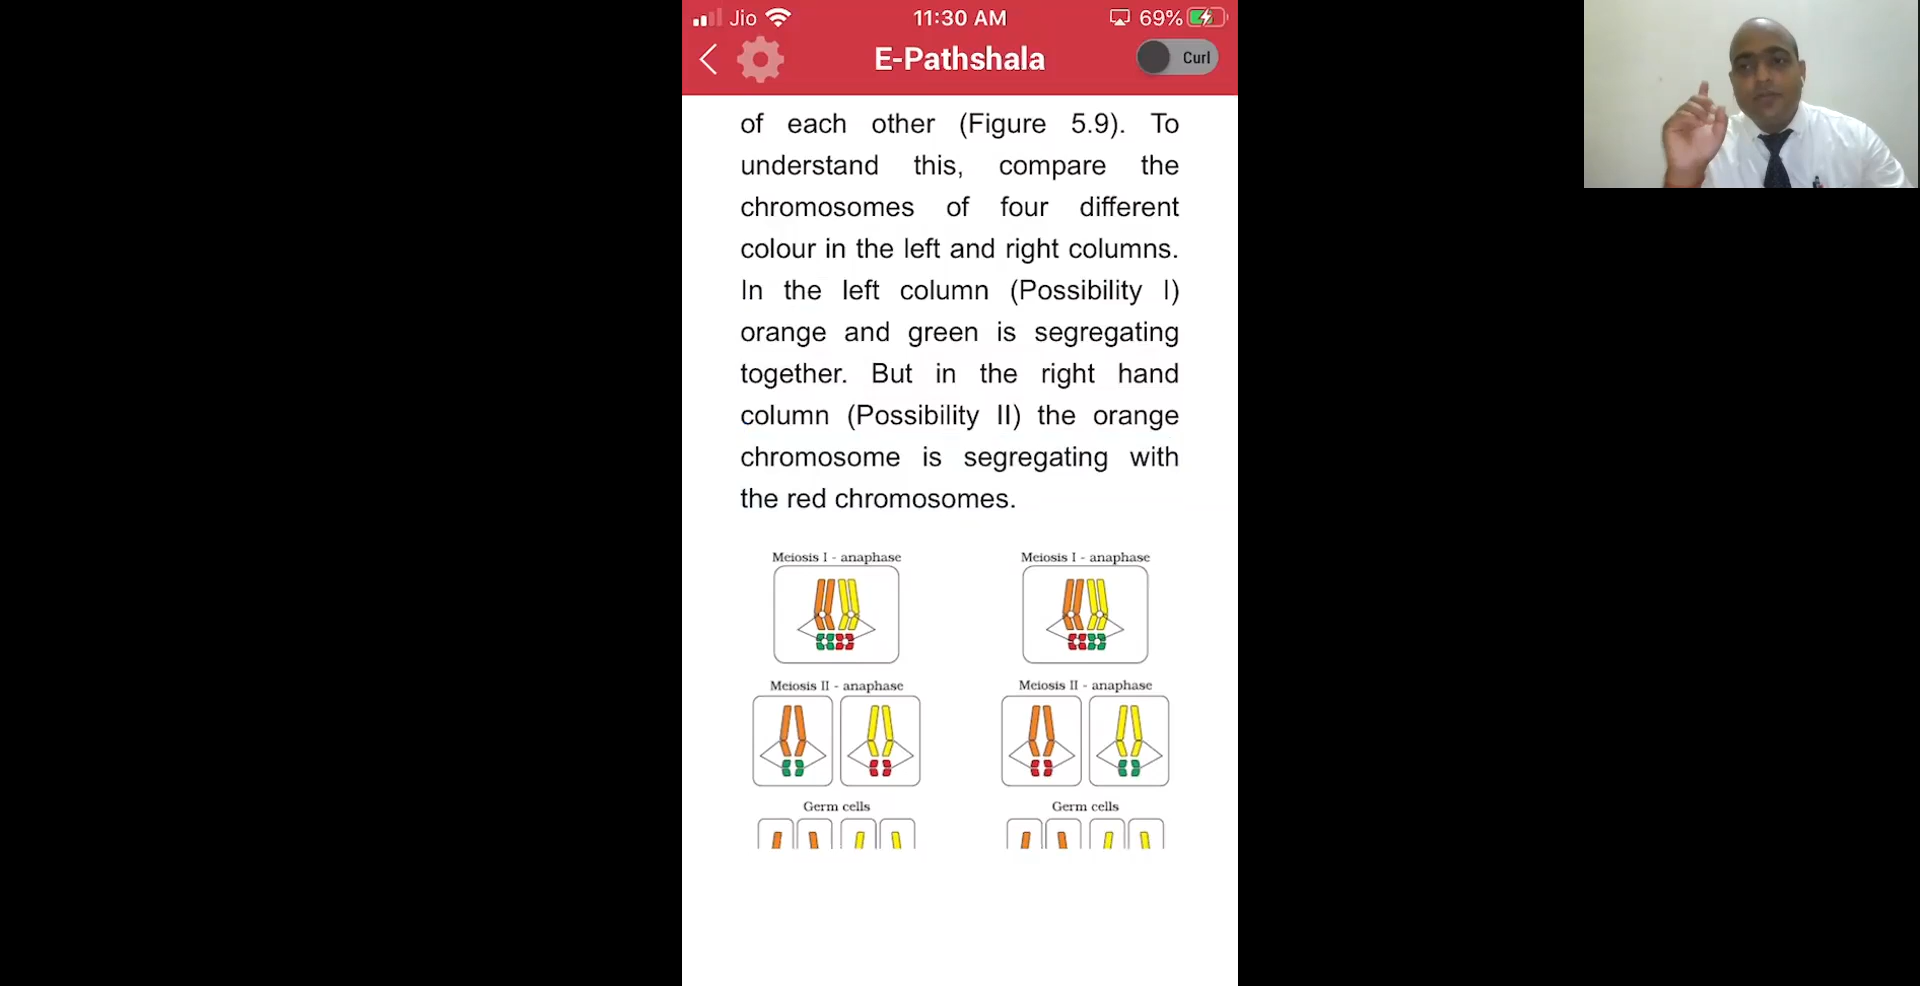 Jio 11:30 AM 69%
E-Pathshala Curl
of each other (Figure 5.9). To
understand this, compare the
chromosomes of four different
colour in the left and right columns.
In the left column (Possibility I)
orange and green is segregating
together. But in the right hand
column (Possibility II) the orange
chromosome is segregating with
the red chromosomes.
Meiosis I - anaphase Meiosis I - anaphase
Meiosis II - anaphase Meiosis II - anaphase
Germ cells Germ cells